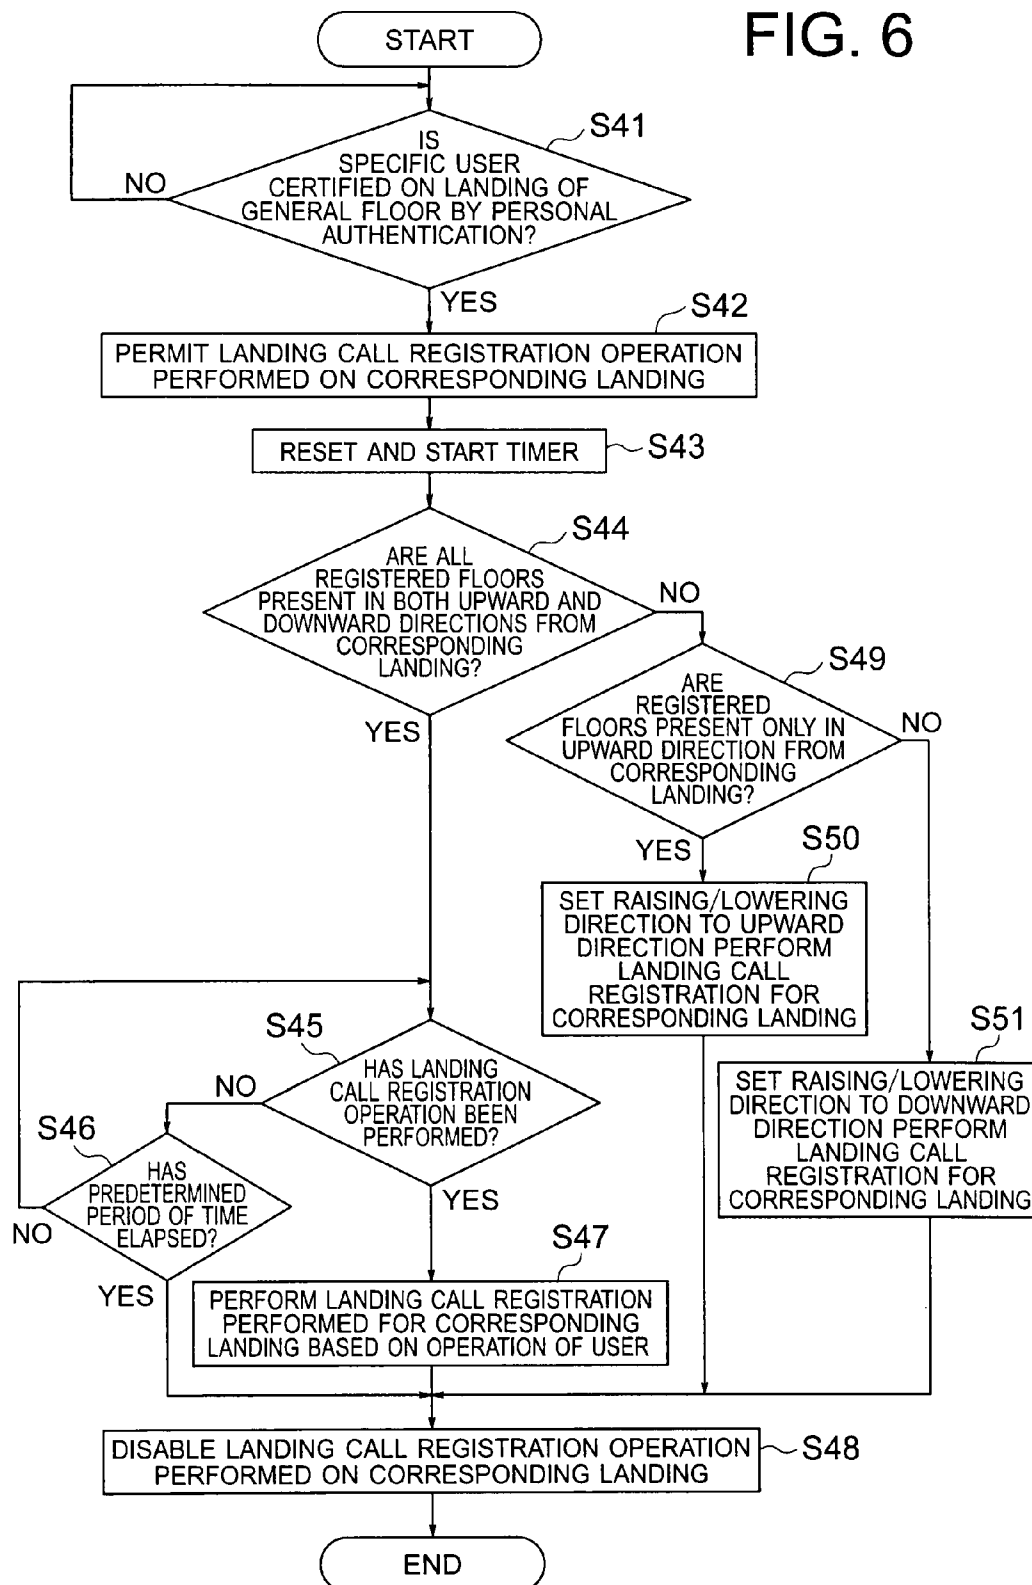 FIG. 6
START
S41
IS
SPECIFIC USER
CERTIFIED ON LANDING OF
GENERAL FLOOR BY PERSONAL
AUTHENTICATION?
NO
YES
S42
PERMIT LANDING CALL REGISTRATION OPERATION
PERFORMED ON CORRESPONDING LANDING
RESET AND START TIMER
S43
S44
ARE ALL
REGISTERED FLOORS
PRESENT IN BOTH UPWARD AND
DOWNWARD DIRECTIONS FROM
CORRESPONDING
LANDING?
NO
YES
S49
ARE
REGISTERED
FLOORS PRESENT ONLY IN
UPWARD DIRECTION FROM
CORRESPONDING
LANDING?
NO
YES
S50
SET RAISING/LOWERING
DIRECTION TO UPWARD
DIRECTION PERFORM
LANDING CALL
REGISTRATION FOR
CORRESPONDING LANDING
S51
SET RAISING/LOWERING
DIRECTION TO DOWNWARD
DIRECTION PERFORM
LANDING CALL
REGISTRATION FOR
CORRESPONDING LANDING
S45
HAS LANDING
CALL REGISTRATION
OPERATION BEEN
PERFORMED?
NO
YES
S46
HAS
PREDETERMINED
PERIOD OF TIME
ELAPSED?
NO
YES
S47
PERFORM LANDING CALL REGISTRATION
PERFORMED FOR CORRESPONDING
LANDING BASED ON OPERATION OF USER
DISABLE LANDING CALL REGISTRATION OPERATION
PERFORMED ON CORRESPONDING LANDING
S48
END